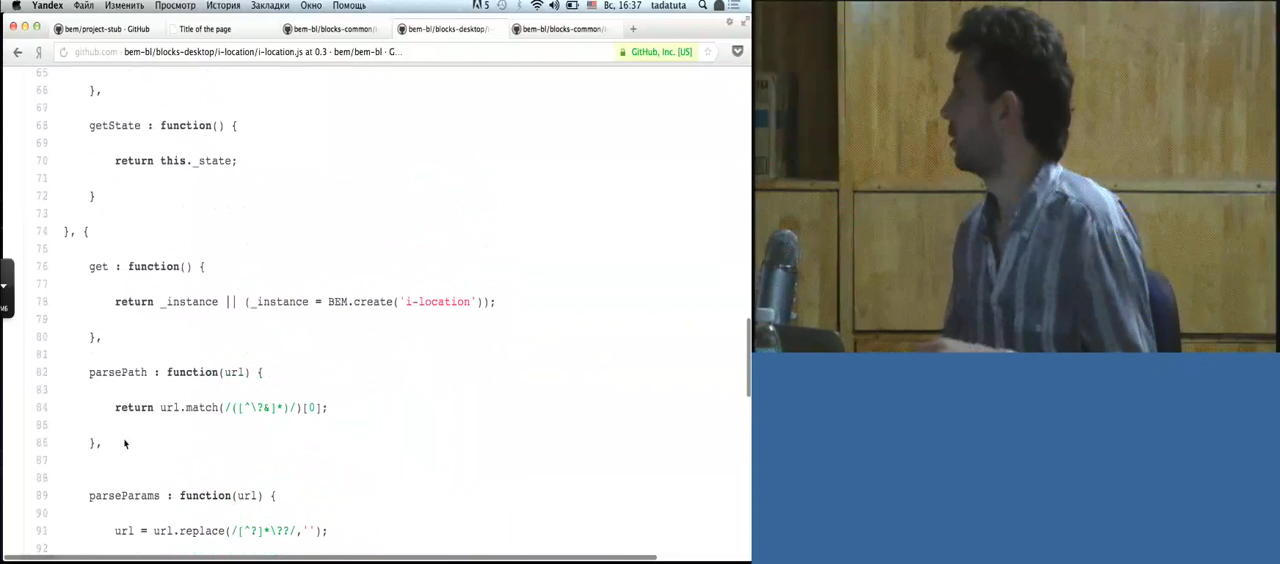 Yandex Файл Изменить Просмотр История Закладки Окно Помощь 5 Вс, 16:37 tadatuta
bem/project-stub · GitHub Title of the page bem-bl/blocks-common/ bem-bl/blocks-desktop/i- bem-bl/blocks-common/i
Я github.com bem-bl/blocks-desktop/i-location/i-location.js at 0.3 · bem/bem-bl · G... GitHub, Inc. [US]
65
66 },
67
68 getState : function() {
69
70 return this._state;
71
72 }
73
74 }, {
75
76 get : function() {
77
78 return _instance || (_instance = BEM.create('i-location'));
79
80 },
81
82 parsePath : function(url) {
83
84 return url.match(/([^\?&]*)/)[0];
85
86 },
87
88
89 parseParams : function(url) {
90
91 url = url.replace(/[^?]*\??/,'');
92